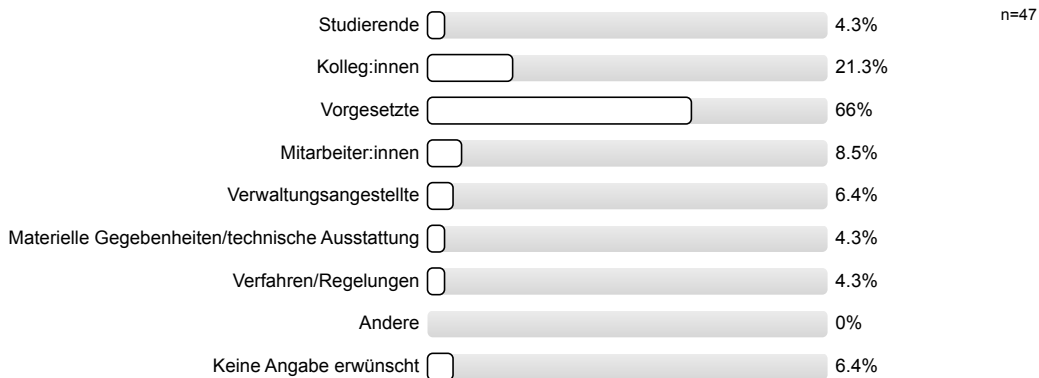 Studierende 4.3% n=47
Kolleg:innen 21.3%
Vorgesetzte 66%
Mitarbeiter:innen 8.5%
Verwaltungsangestellte 6.4%
Materielle Gegebenheiten/technische Ausstattung 4.3%
Verfahren/Regelungen 4.3%
Andere 0%
Keine Angabe erwünscht 6.4%